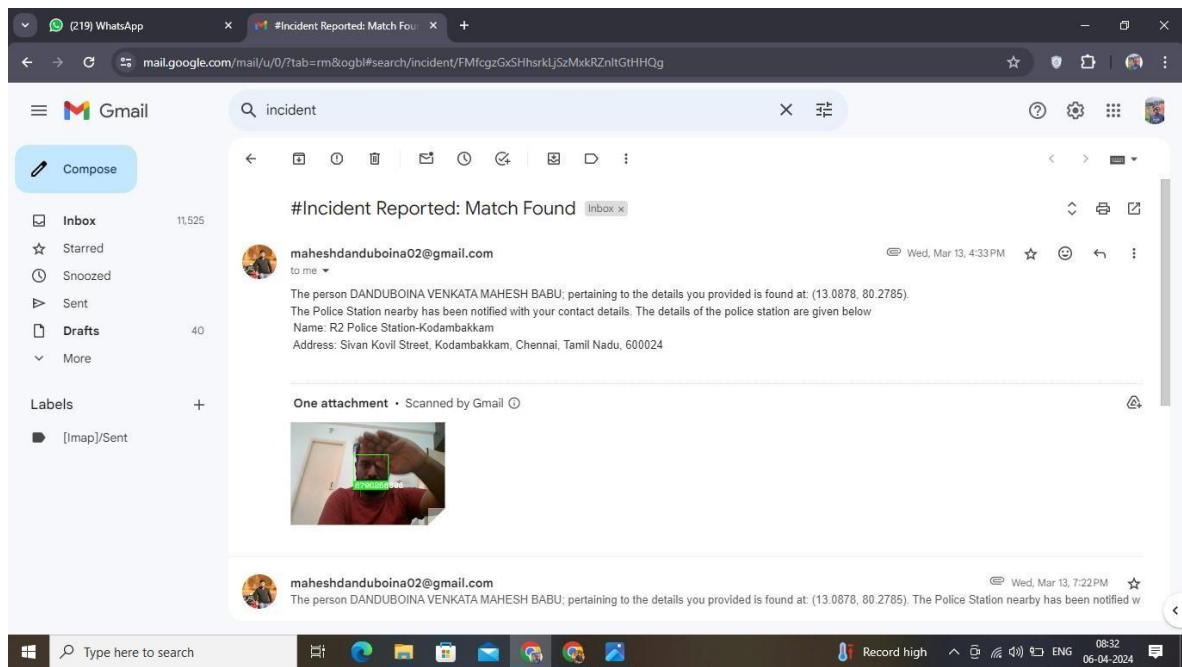 (219) WhatsApp
#Incident Reported: Match Fou
mail.google.com/mail/u/0/?tab=rm&ogbl#search/incident/FMfcgzGxSHhsrkLjSzMxkRZnltGtHHQg
Gmail
incident
Compose
#Incident Reported: Match Found Inbox x
Inbox 11,525
Starred
Snoozed
Sent
Drafts 40
More
Labels +
[Imap]/Sent
maheshdanduboina02@gmail.com Wed, Mar 13, 4:33 PM
to me
The person DANDUBOINA VENKATA MAHESH BABU; pertaining to the details you provided is found at: (13.0878, 80.2785).
The Police Station nearby has been notified with your contact details. The details of the police station are given below
Name: R2 Police Station-Kodambakkam
Address: Sivan Kovil Street, Kodambakkam, Chennai, Tamil Nadu, 600024
One attachment • Scanned by Gmail
maheshdanduboina02@gmail.com Wed, Mar 13, 7:22 PM
The person DANDUBOINA VENKATA MAHESH BABU; pertaining to the details you provided is found at: (13.0878, 80.2785). The Police Station nearby has been notified w
Type here to search
Record high
ENG
08:32
06-04-2024